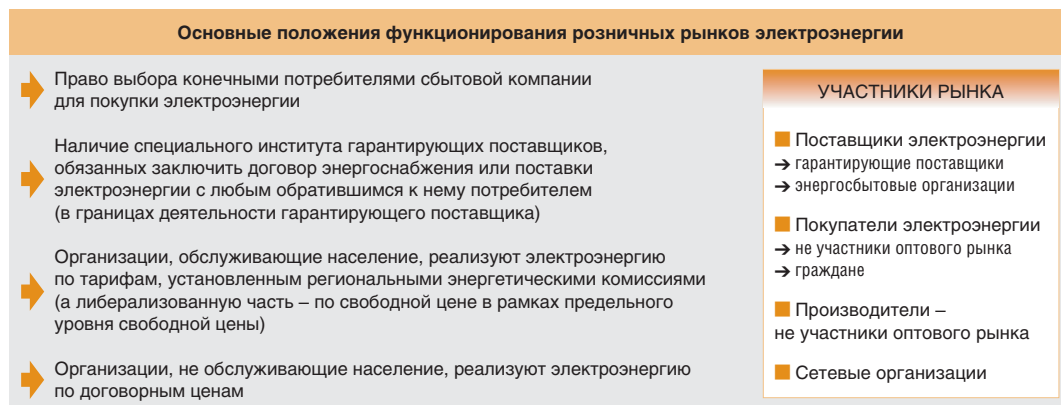 Основные положения функционирования розничных рынков электроэнергии
Право выбора конечными потребителями сбытовой компании
для покупки электроэнергии
Наличие специального института гарантирующих поставщиков,
обязанных заключить договор энергоснабжения или поставки
электроэнергии с любым обратившимся к нему потребителем
(в границах деятельности гарантирующего поставщика)
Организации, обслуживающие население, реализуют электроэнергию
по тарифам, установленным региональными энергетическими комиссиями
(а либерализованную часть – по свободной цене в рамках предельного
уровня свободной цены)
Организации, не обслуживающие население, реализуют электроэнергию
по договорным ценам
УЧАСТНИКИ РЫНКА
Поставщики электроэнергии
➔ гарантирующие поставщики
➔ энергосбытовые организации
Покупатели электроэнергии
➔ не участники оптового рынка
➔ граждане
Производители –
не участники оптового рынка
Сетевые организации